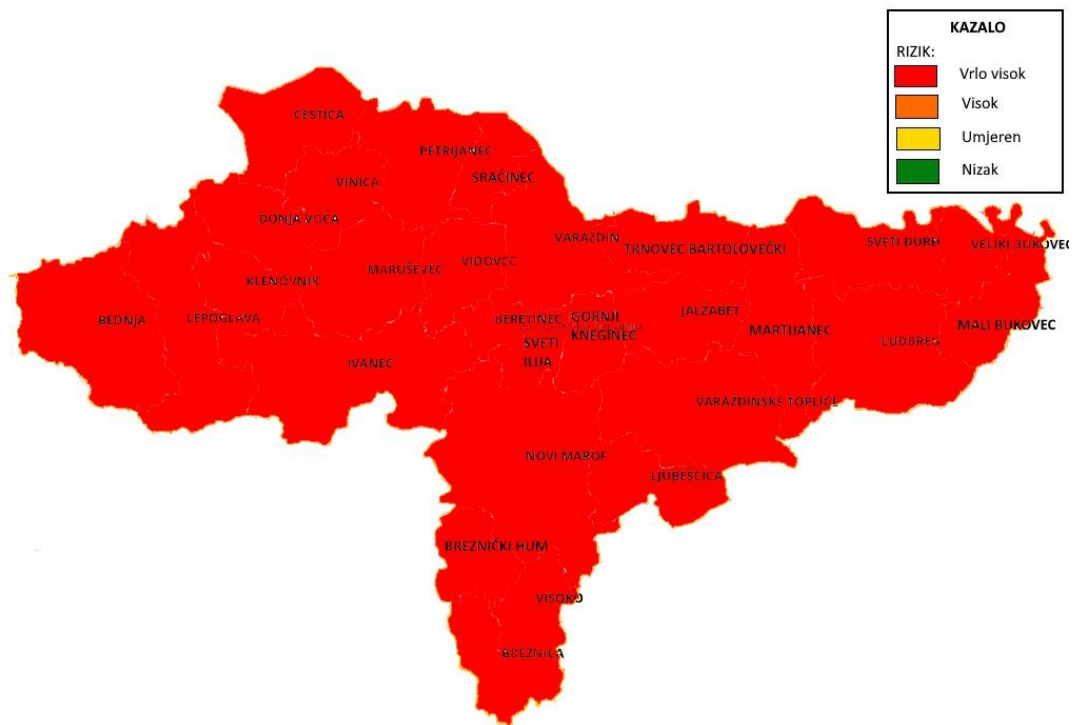 KAZALO
RIZIK:
Vrlo visok
Visok
Umjeren
Nizak
CESTICA
PETRIJANEC
SRAČINEC
VINICA
DONJA VOĆA
VARAŽDIN
TRNOVEC BARTOLOVEČKI
SVETI ĐURĐ
VELIKI BUKOVEC
VIDOVEC
MARUŠEVEC
KLENOVNIK
BEDNJA
LEPOGLAVA
BERETINEC
GORNJI
KNEGINEC
JALŽABET
MARTIJANEC
MALI BUKOVEC
SVETI
ILIJA
LUDBREG
IVANEC
VARAŽDINSKE TOPLICE
NOVI MAROF
LJUBEŠĆICA
BREZNIČKI HUM
VISOKO
BREZNICA